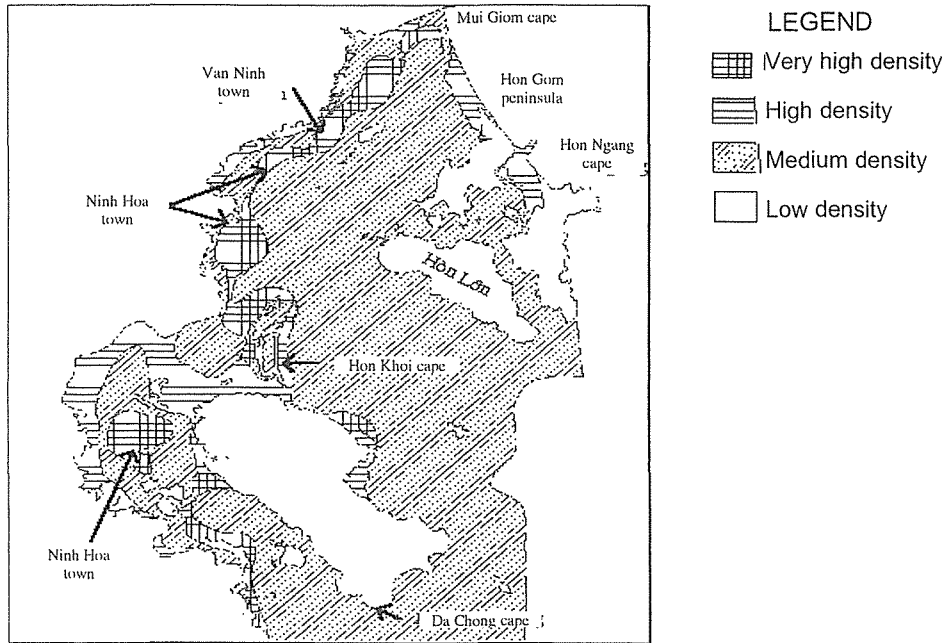 Mui Giom cape
LEGEND
Very high density
High density
Medium density
Low density
Van Ninh
town
1
Hon Gom
peninsula
Hon Ngang
cape
Ninh Hoa
town
Hòn Lớn
Hon Khoi cape
Ninh Hoa
town
Da Chong cape